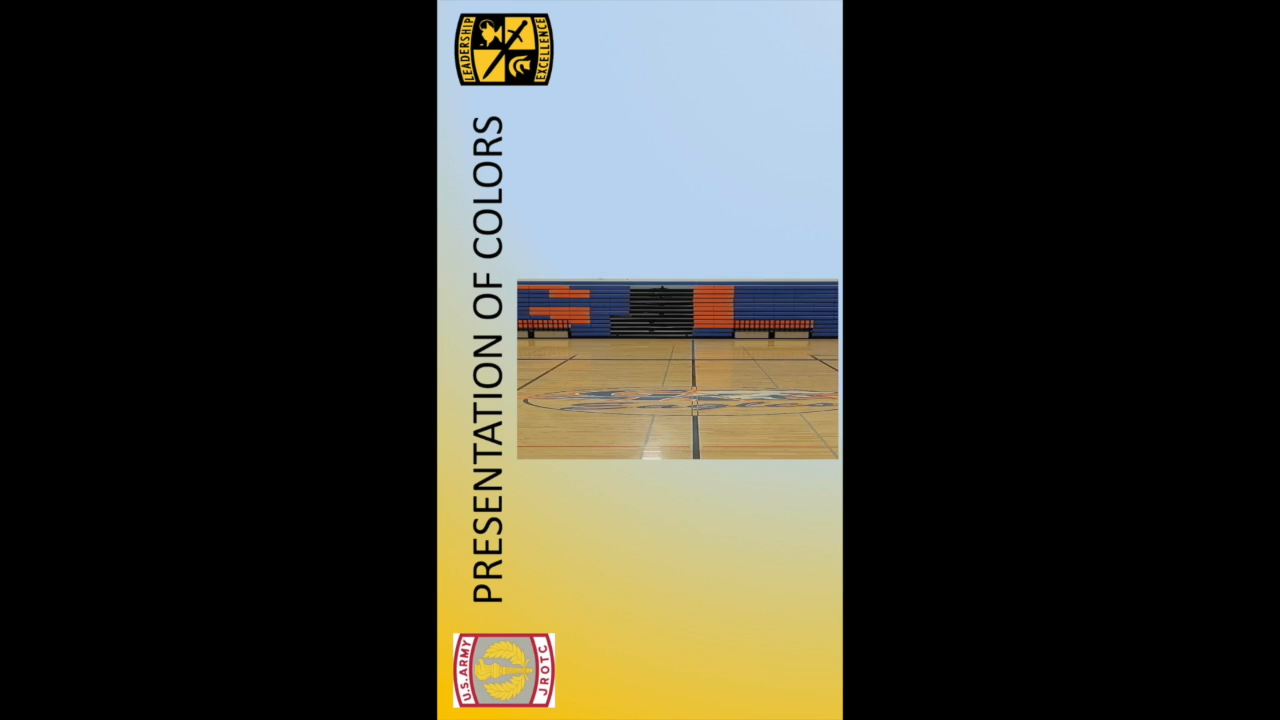 PRESENTATION OF COLORS
LEADERSHIP
EXCELLENCE
U.S. ARMY
JROTC